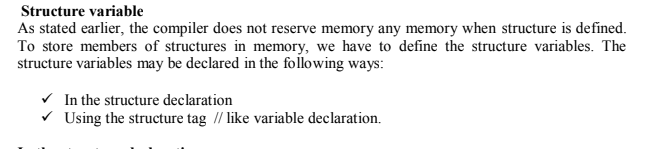 Structure variable
As stated earlier, the compiler does not reserve memory any memory when structure is defined.
To store members of structures in memory, we have to define the structure variables. The
structure variables may be declared in the following ways:
✓ In the structure declaration
✓ Using the structure tag // like variable declaration.